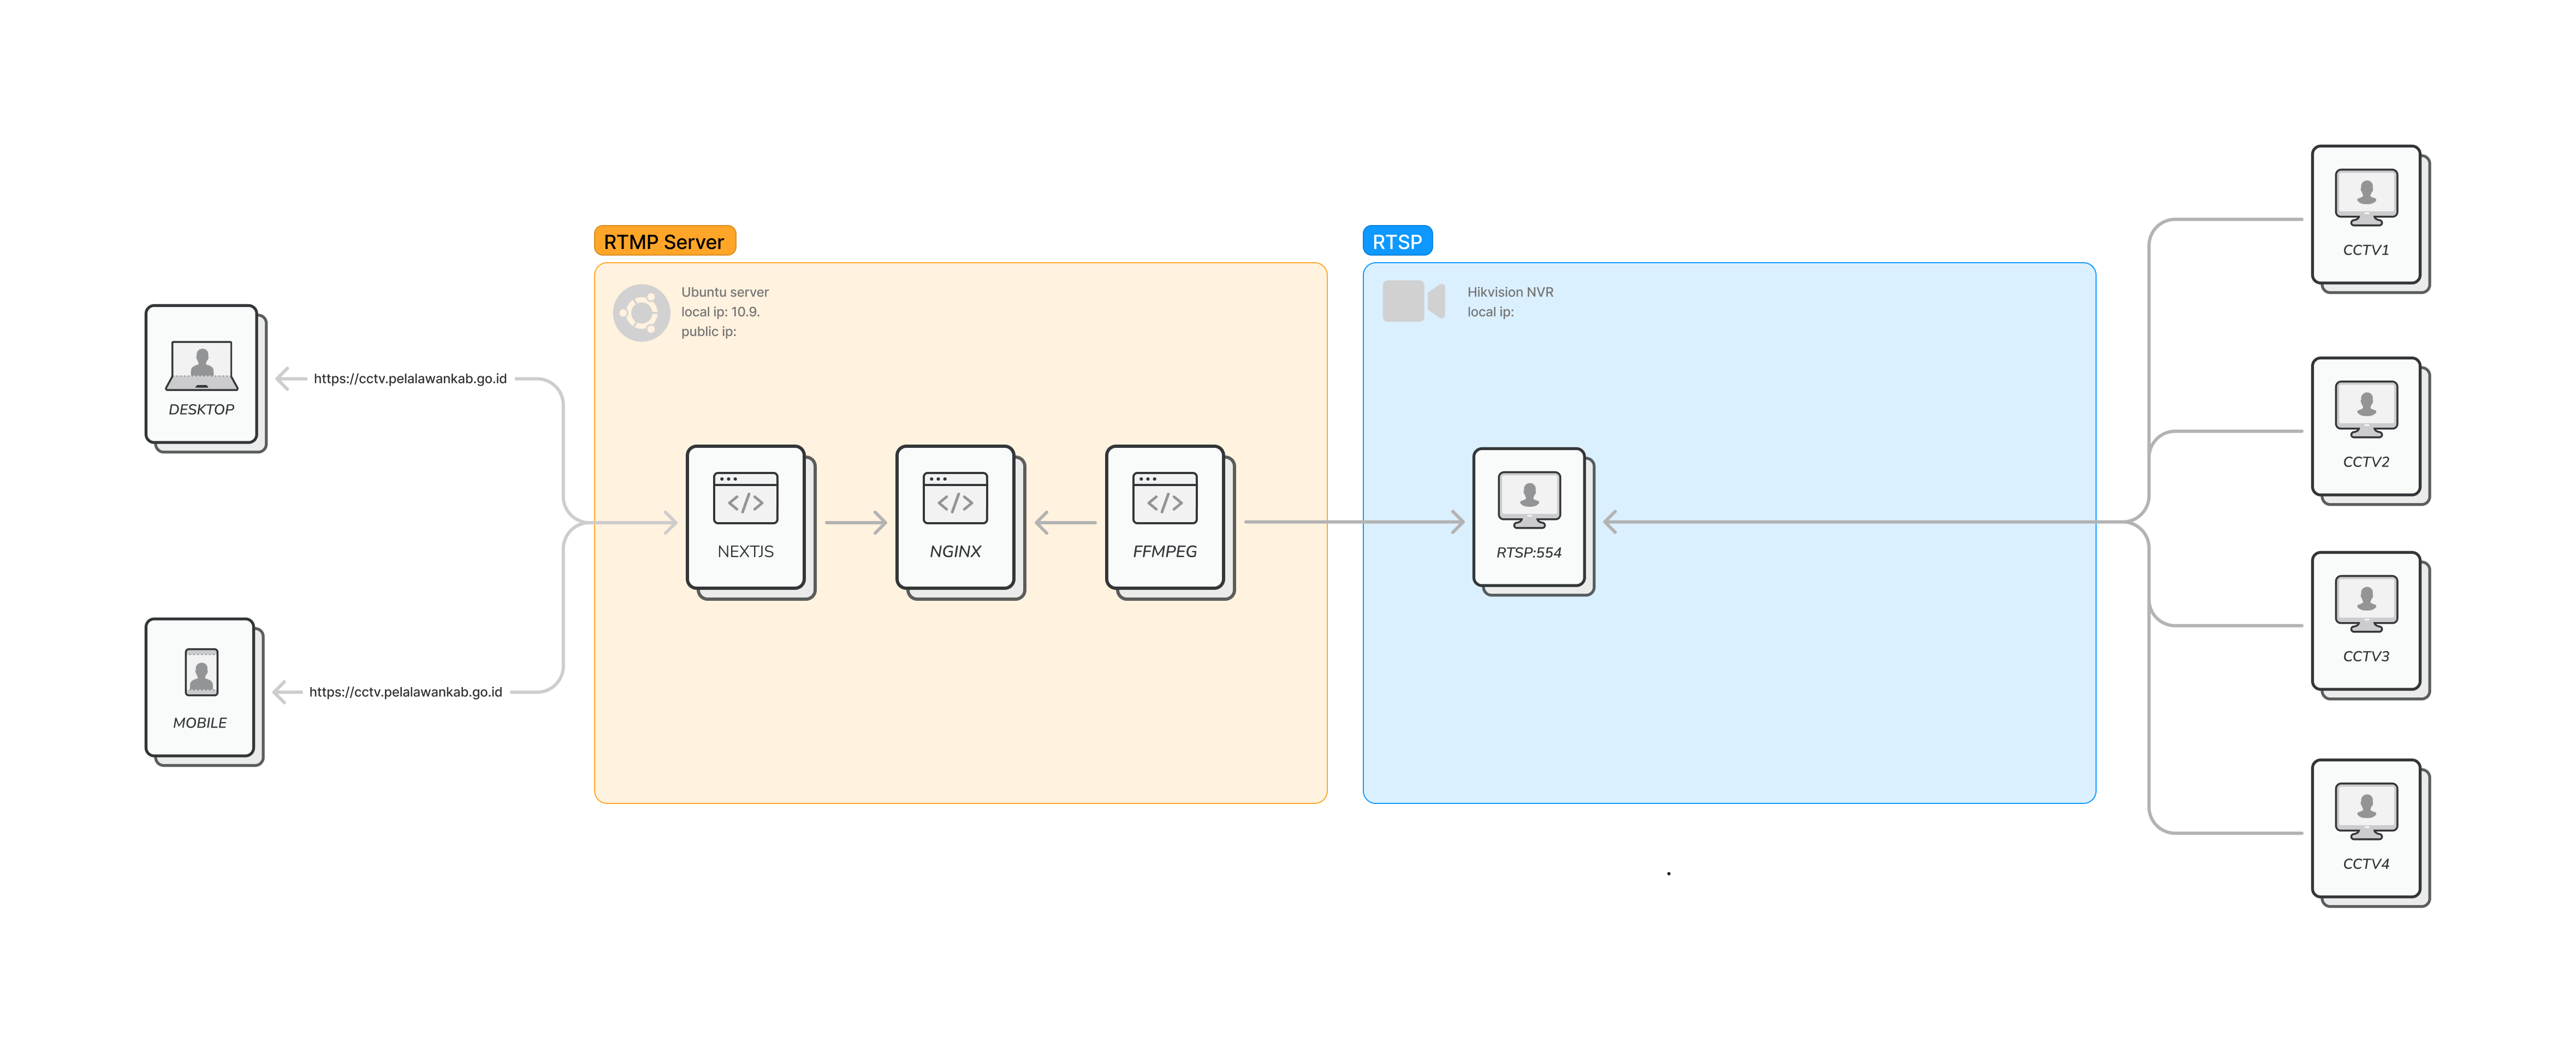 RTMP Server
Ubuntu server
local ip: 10.9.
public ip:
RTSP
Hikvision NVR
local ip:
DESKTOP
https://cctv.pelalawankab.go.id
MOBILE
https://cctv.pelalawankab.go.id
NEXTJS
NGINX
FFMPEG
RTSP:554
CCTV1
CCTV2
CCTV3
CCTV4
.